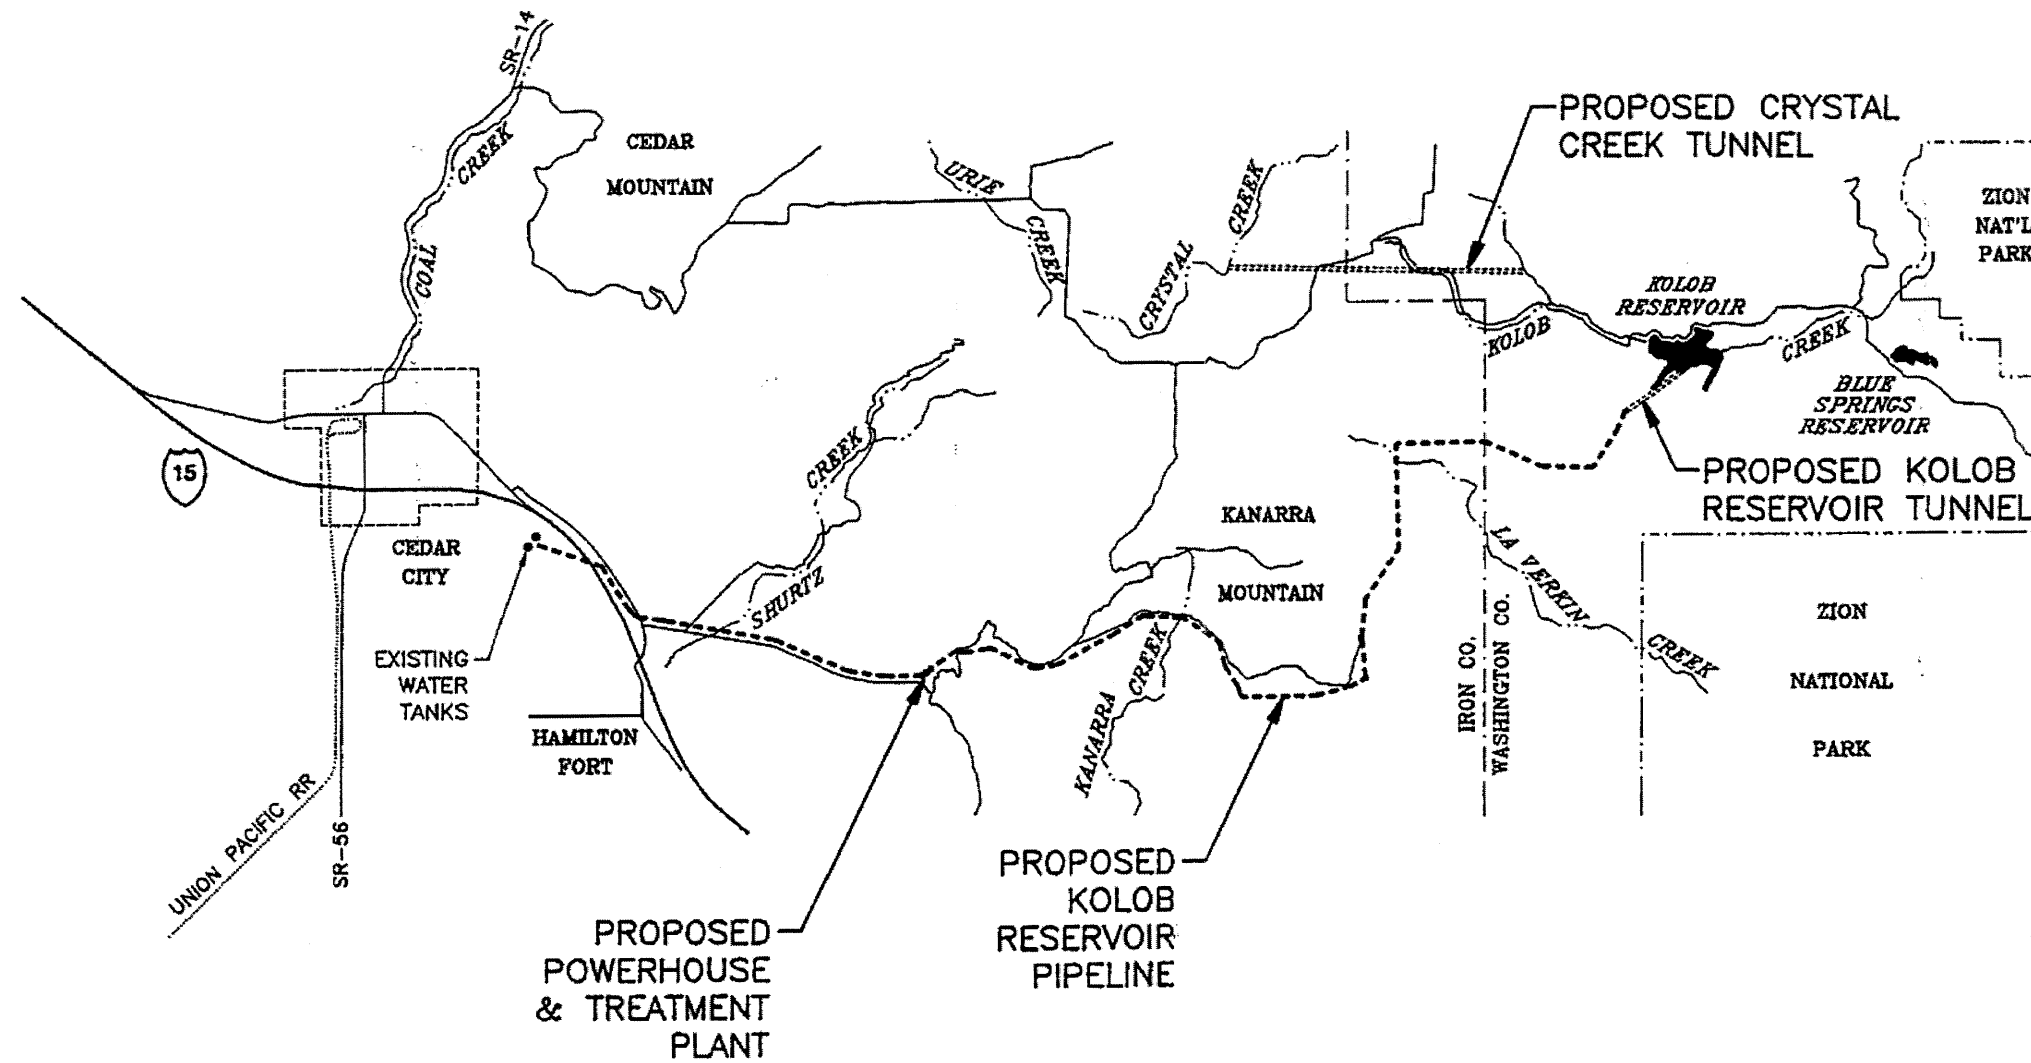 SR-14
CREEK
COAL
CEDAR
MOUNTAIN
URIE
CREEK
CREEK
CRYSTAL
PROPOSED CRYSTAL
CREEK TUNNEL
ZION
NAT'L
PARK
KOLOB
RESERVOIR
KOLOB
CREEK
BLUE
SPRINGS
RESERVOIR
PROPOSED KOLOB
RESERVOIR TUNNEL
15
CEDAR
CITY
CREEK
SHURTZ
KANARRA
MOUNTAIN
LA VERKIN
CREEK
ZION
NATIONAL
PARK
IRON CO.
WASHINGTON CO.
EXISTING
WATER
TANKS
HAMILTON
FORT
KANARRA
CREEK
UNION PACIFIC RR
SR-56
PROPOSED
KOLOB
RESERVOIR
PIPELINE
PROPOSED
POWERHOUSE
& TREATMENT
PLANT